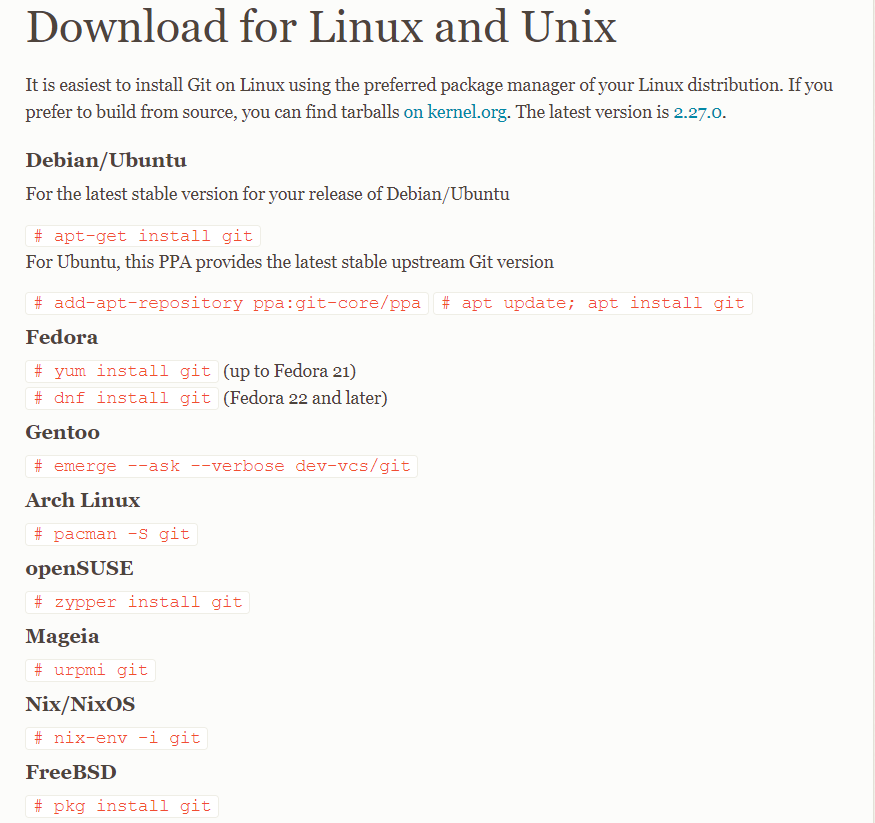 Download for Linux and Unix
It is easiest to install Git on Linux using the preferred package manager of your Linux distribution. If you
prefer to build from source, you can find tarballs on kernel.org. The latest version is 2.27.0.
Debian/Ubuntu
For the latest stable version for your release of Debian/Ubuntu
# apt-get install git
For Ubuntu, this PPA provides the latest stable upstream Git version
# add-apt-repository ppa:git-core/ppa # apt update; apt install git
Fedora
# yum install git (up to Fedora 21)
# dnf install git (Fedora 22 and later)
Gentoo
# emerge --ask --verbose dev-vcs/git
Arch Linux
# pacman -S git
openSUSE
# zypper install git
Mageia
# urpmi git
Nix/NixOS
# nix-env -i git
FreeBSD
# pkg install git